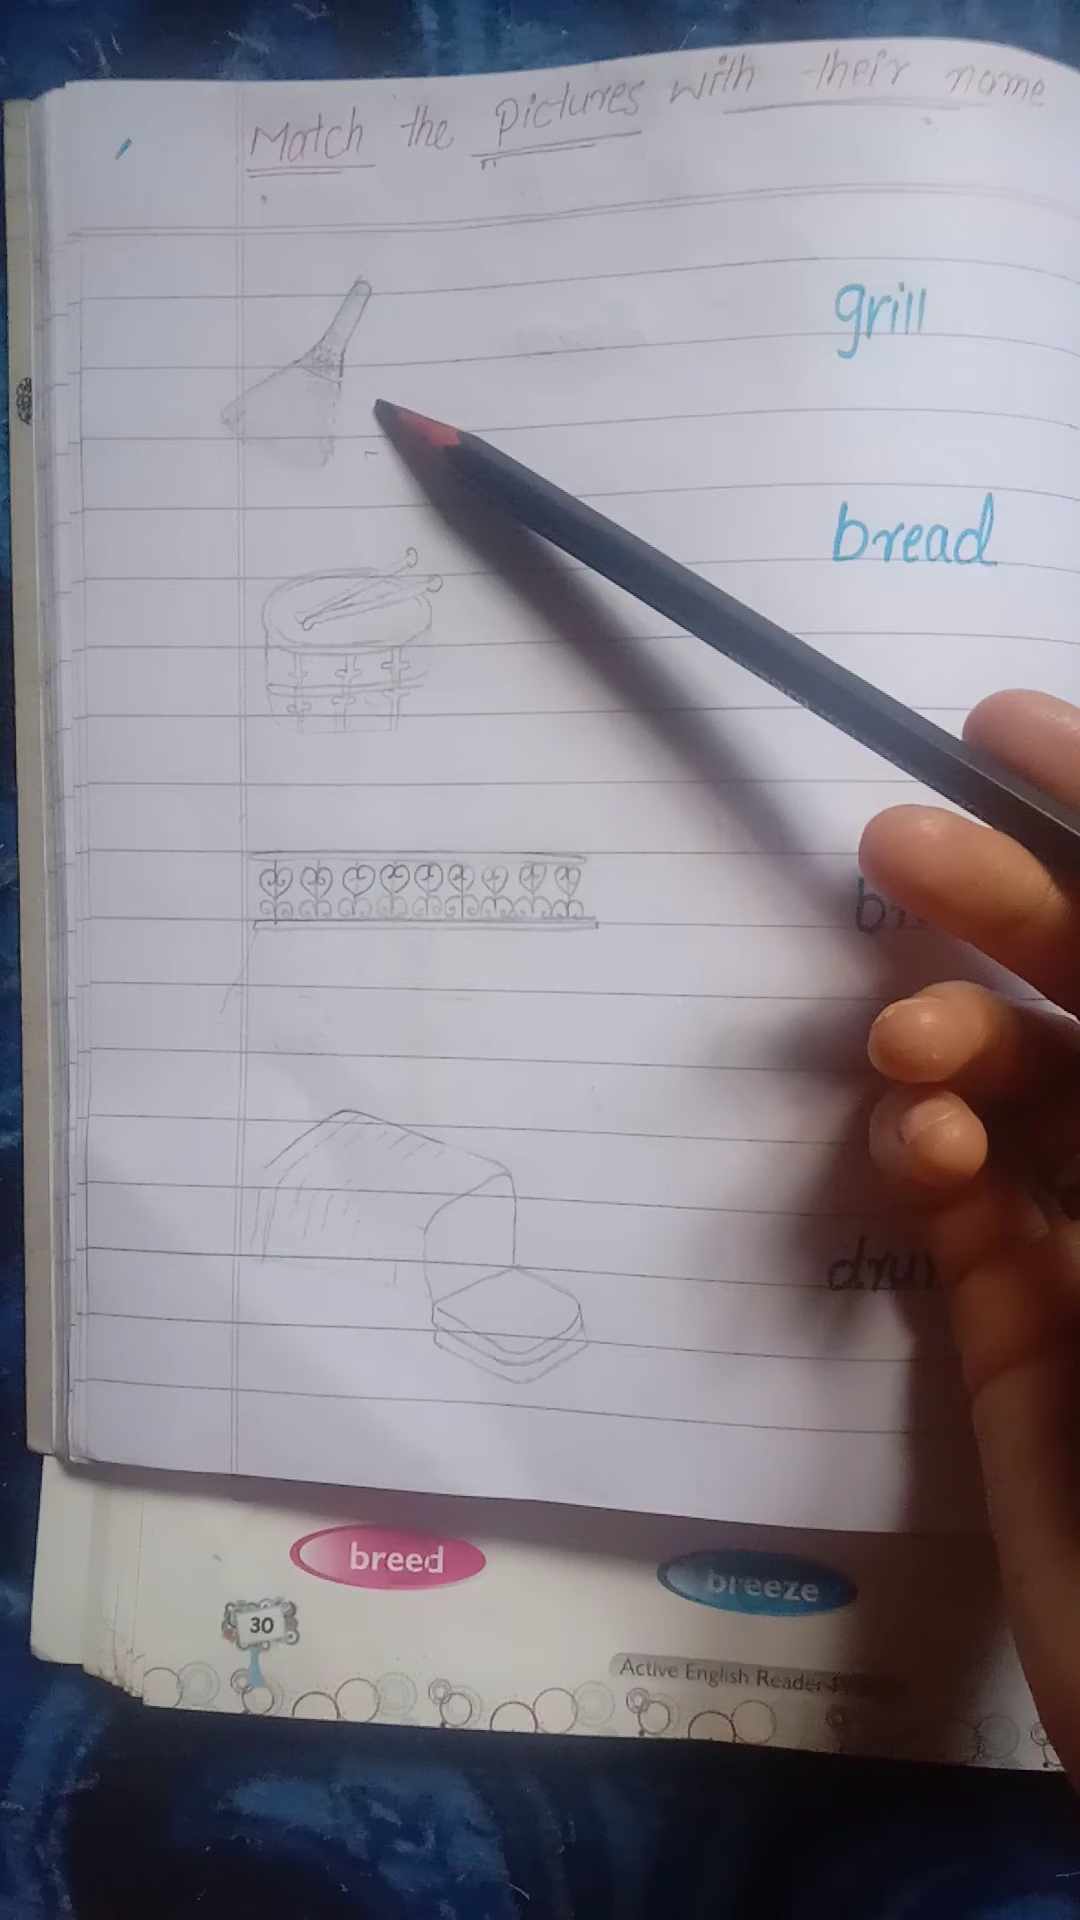 Match the pictures with their name
grill
bread
breed
breeze
30
Active English Reader